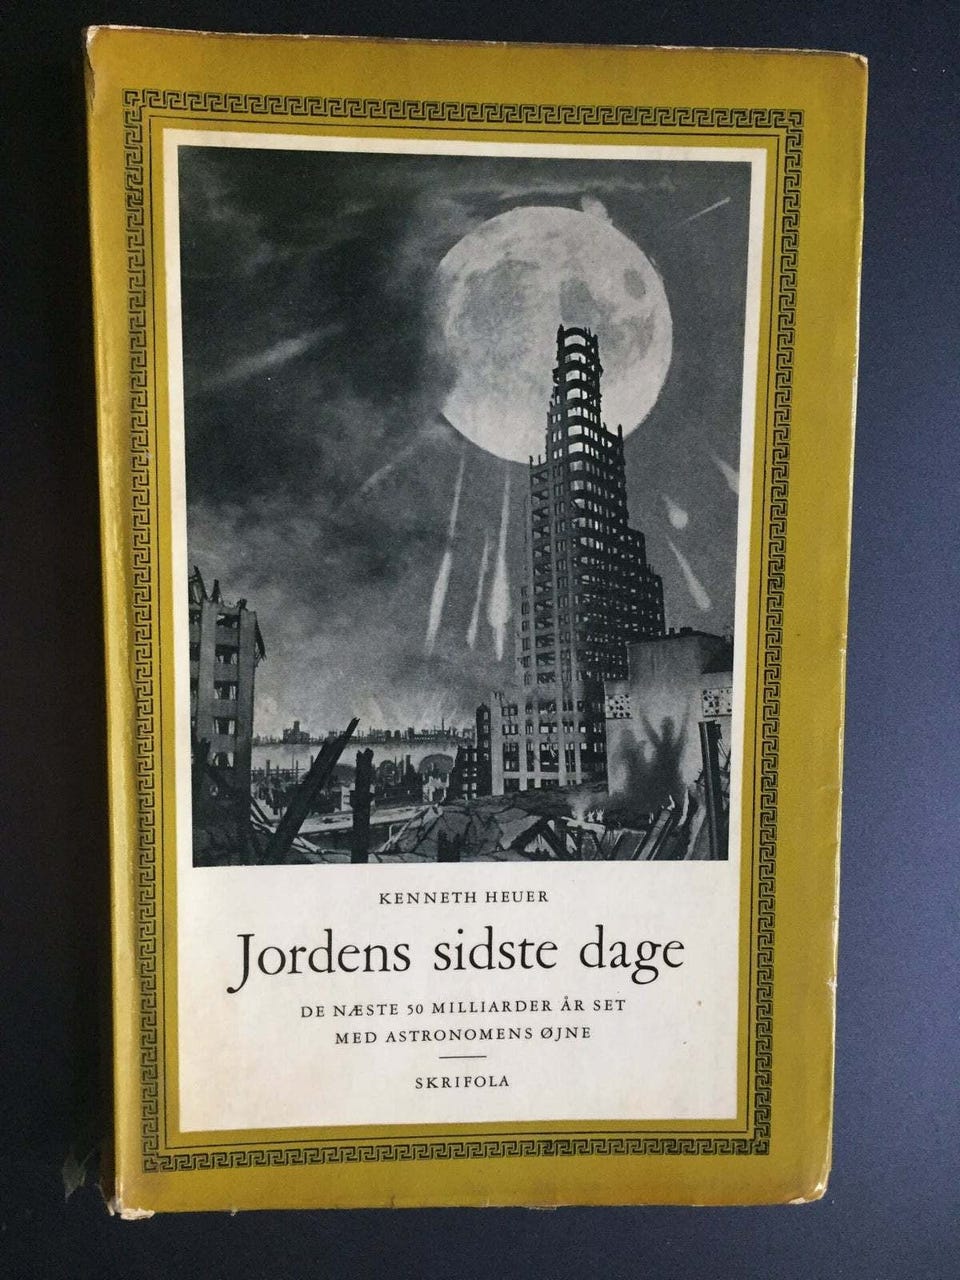 KENNETH HEUER
Jordens sidste dage
DE NÆSTE 50 MILLIARDER ÅR SET
MED ASTRONOMENS ØJNE
SKRIFOLA